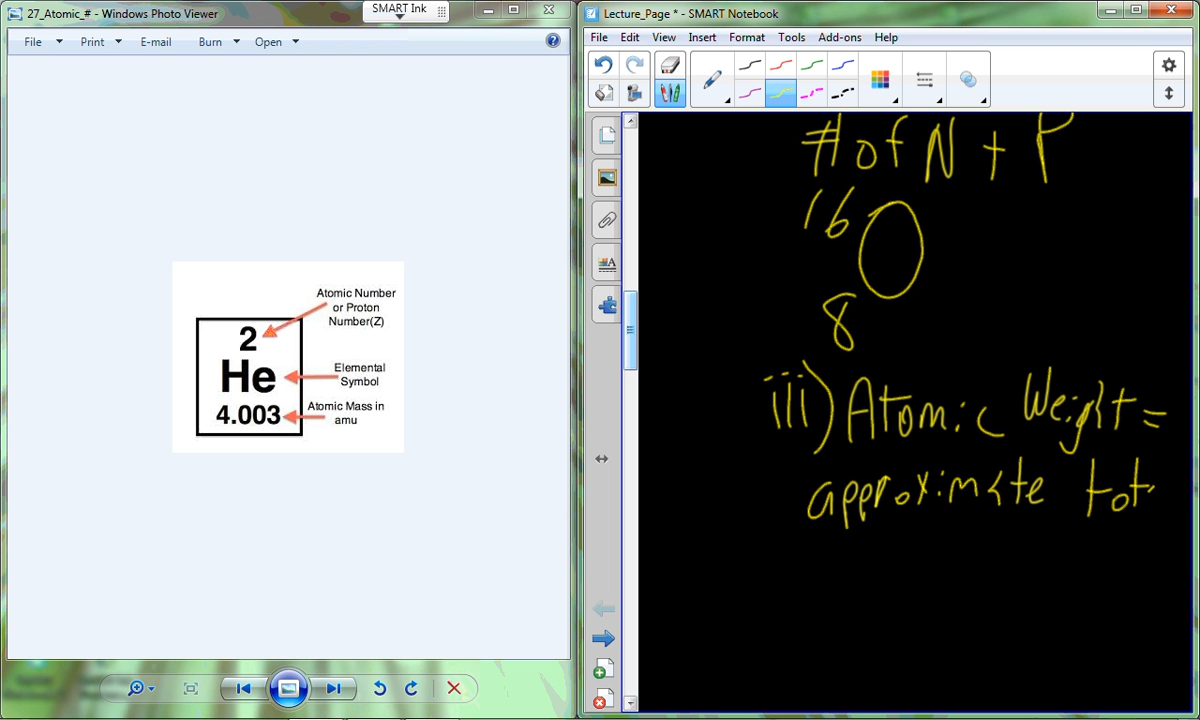 27_Atomic_# - Windows Photo Viewer
SMART Ink
File Print E-mail Burn Open
Atomic Number
or Proton
Number(Z)
2
He
Elemental
Symbol
4.003
Atomic Mass in
amu
Lecture_Page * - SMART Notebook
File Edit View Insert Format Tools Add-ons Help
# of N + P
16
O
8
iii) Atomic Weight =
approximate tot